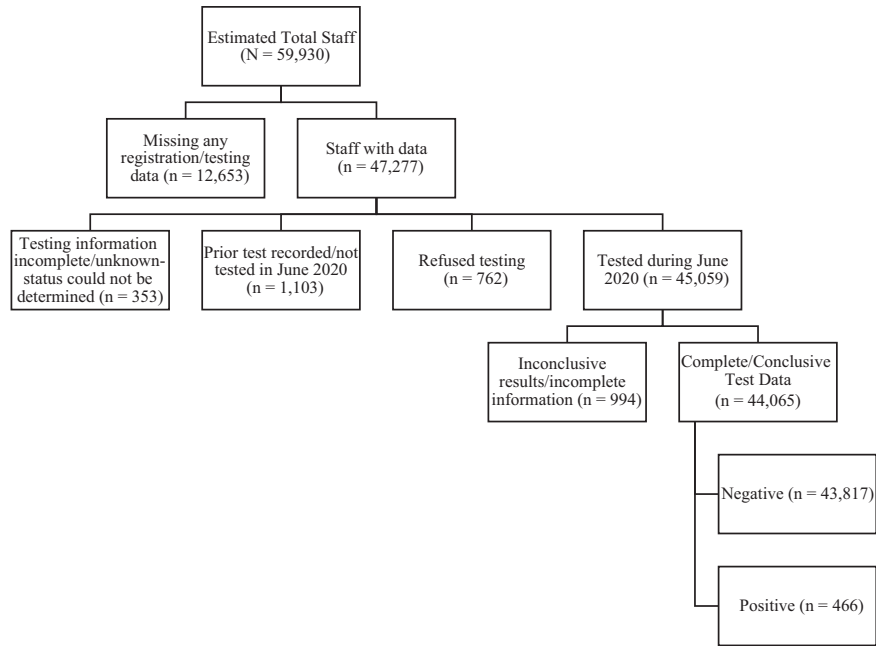 Estimated Total Staff
(N = 59,930)
Missing any
registration/testing
data (n = 12,653)
Staff with data
(n = 47,277)
Testing information
incomplete/unknown-
status could not be
determined (n = 353)
Prior test recorded/not
tested in June 2020
(n = 1,103)
Refused testing
(n = 762)
Tested during June
2020 (n = 45,059)
Inconclusive
results/incomplete
information (n = 994)
Complete/Conclusive
Test Data
(n = 44,065)
Negative (n = 43,817)
Positive (n = 466)